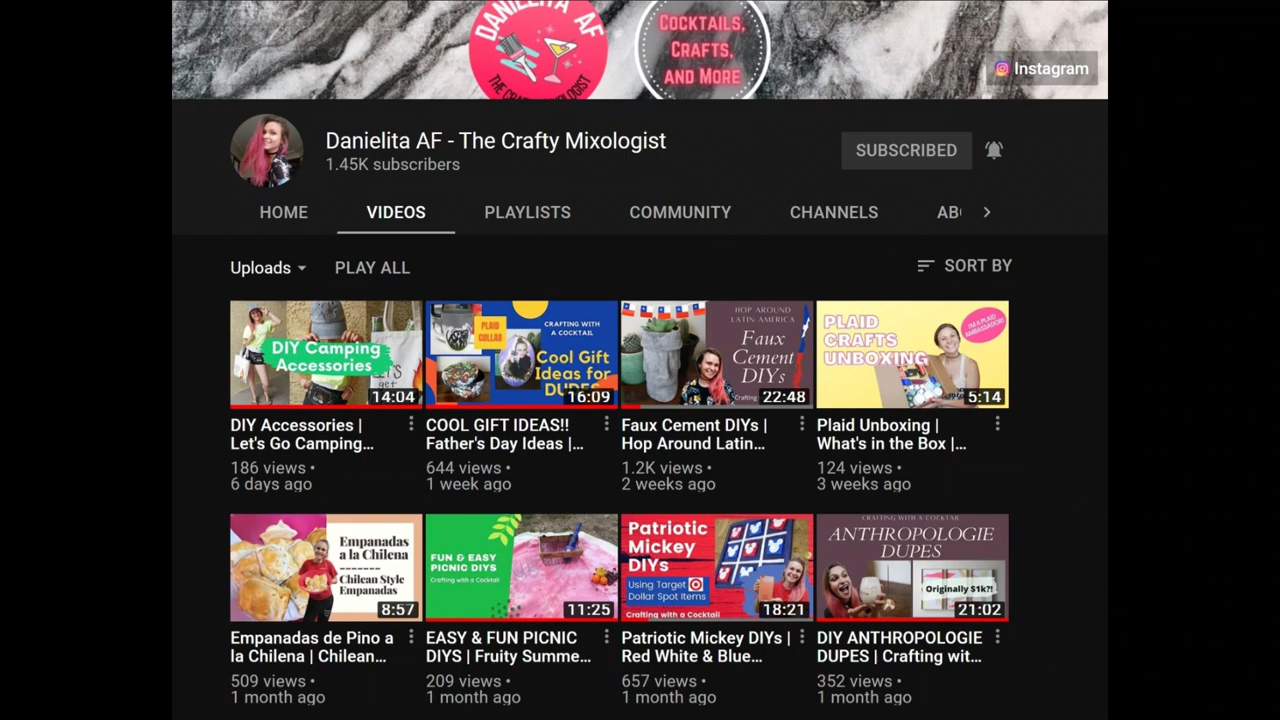 DANIELITA AF
COCKTAILS,
CRAFTS,
AND MORE
Instagram
Danielita AF - The Crafty Mixologist
1.45K subscribers
SUBSCRIBED
HOME
VIDEOS
PLAYLISTS
COMMUNITY
CHANNELS
Uploads
PLAY ALL
SORT BY
DIY Camping
Accessories
LET'S
get
14:04
PLAID
COLLAB
CRAFTING WITH
A COCKTAIL
Cool Gift
Ideas for
DUDES
16:09
HOP AROUND
LATIN AMERICA
Faux
Cement
DIYs
Crafting
22:48
PLAID
CRAFTS
UNBOXING
I'M A PLAID
AMBASSADOR!
5:14
DIY Accessories |
Let's Go Camping...
186 views •
6 days ago
COOL GIFT IDEAS!!
Father's Day Ideas |...
644 views •
1 week ago
Faux Cement DIYs |
Hop Around Latin...
1.2K views •
2 weeks ago
Plaid Unboxing |
What's in the Box |...
124 views •
3 weeks ago
Empanadas
a la Chilena
-------
Chilean Style
Empanadas
8:57
FUN & EASY
PICNIC DIYS
Crafting with a Cocktail
11:25
Patriotic
Mickey
DIYs
Using Target
Dollar Spot Items
Crafting with a Cocktail
18:21
CRAFTING WITH A COCKTAIL
ANTHROPOLOGIE
DUPES
Originally $1k?!
21:02
Empanadas de Pino a
la Chilena | Chilean...
509 views •
1 month ago
EASY & FUN PICNIC
DIYS | Fruity Summe...
209 views •
1 month ago
Patriotic Mickey DIYs |
Red White & Blue...
657 views •
1 month ago
DIY ANTHROPOLOGIE
DUPES | Crafting wit...
352 views •
1 month ago